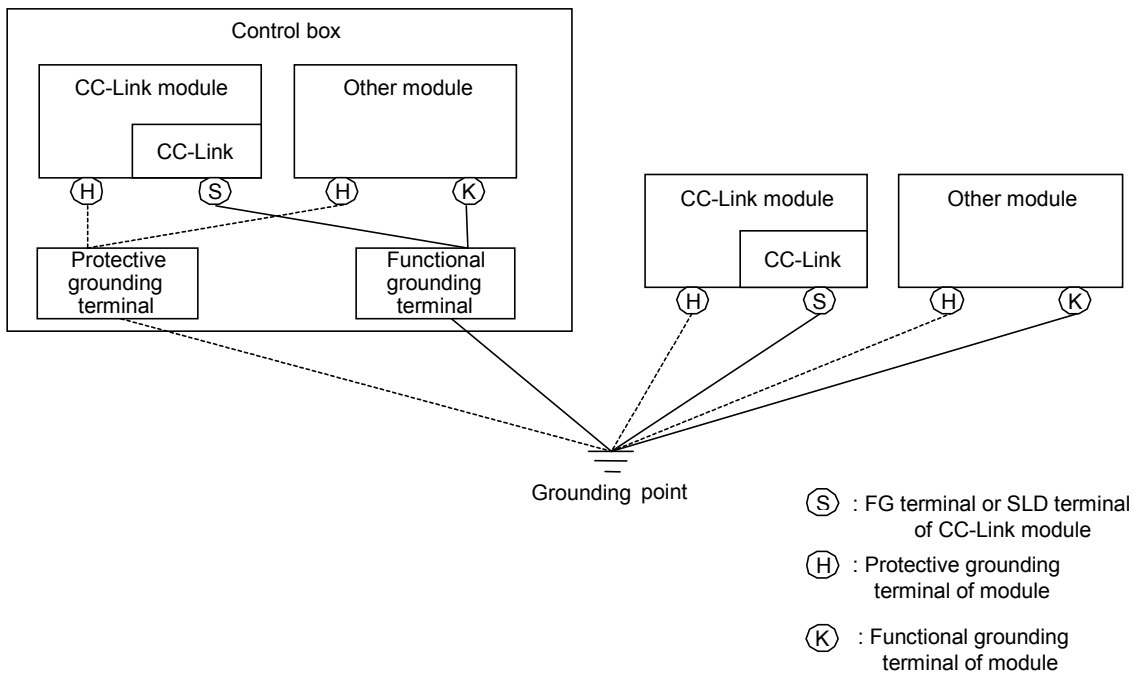 Control box
CC-Link module
Other module
CC-Link
H
S
H
K
Protective
grounding
terminal
Functional
grounding
terminal
CC-Link module
Other module
CC-Link
H
S
H
K
Grounding point
S : FG terminal or SLD terminal
of CC-Link module
H : Protective grounding
terminal of module
K : Functional grounding
terminal of module